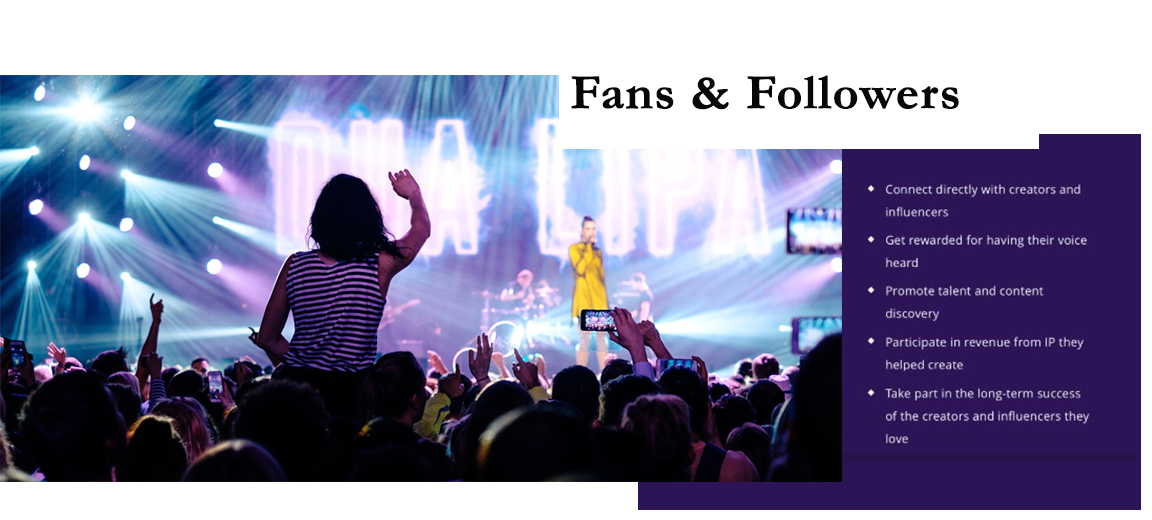 Fans & Followers
DUA LIPA
Connect directly with creators and
influencers
Get rewarded for having their voice
heard
Promote talent and content
discovery
Participate in revenue from IP they
helped create
Take part in the long-term success
of the creators and influencers they
love